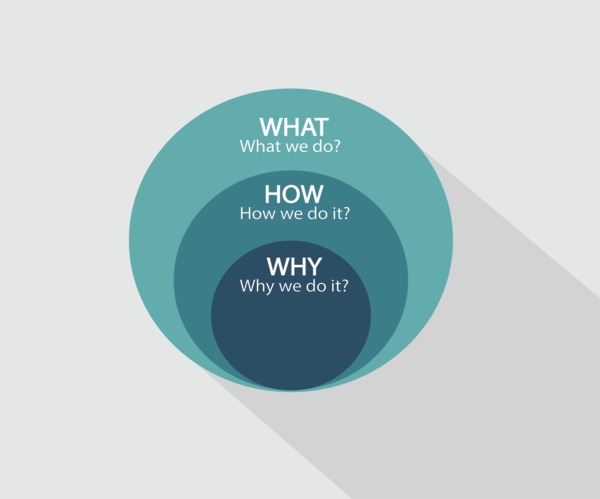 WHAT
What we do?
HOW
How we do it?
WHY
Why we do it?